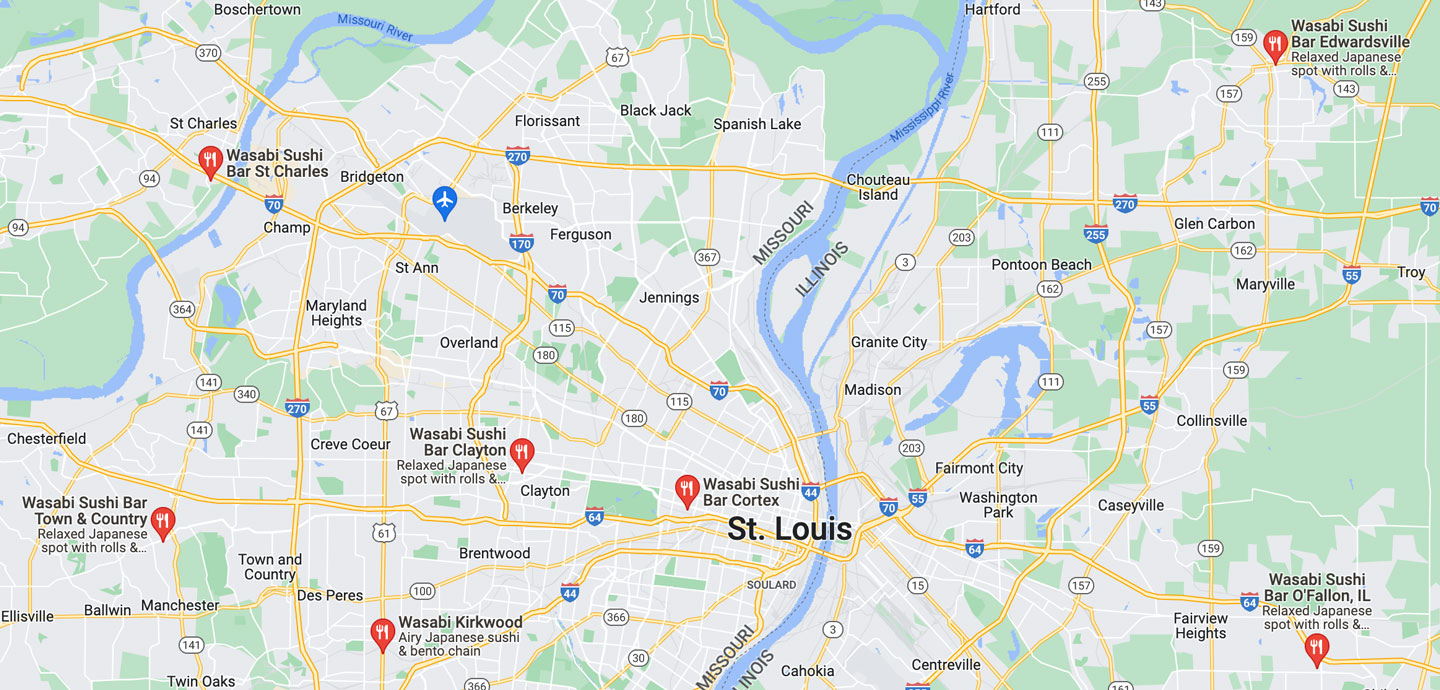 Boschertown
Missouri River
Hartford
143
Wasabi Sushi
Bar Edwardsville
Relaxed Japanese
spot with rolls &...
159
370
67
255
157
143
Black Jack
Florissant
Spanish Lake
Mississippi River
St Charles
111
270
Wasabi Sushi
Bar St Charles
94
Bridgeton
Chouteau
Island
70
Berkeley
270
70
Champ
94
170
Ferguson
MISSOURI
ILLINOIS
203
255
Glen Carbon
162
367
3
St Ann
Pontoon Beach
55
Troy
Maryville
70
Jennings
162
Maryland
Heights
364
115
157
Overland
180
Granite City
159
141
340
70
Madison
111
270
67
115
55
180
141
Collinsville
Chesterfield
Creve Coeur
Wasabi Sushi
Bar Clayton
Relaxed Japanese
spot with rolls &...
203
Fairmont City
Clayton
Wasabi Sushi
Bar Cortex
44
55
70
Washington
Park
Caseyville
Wasabi Sushi Bar
Town & Country
Relaxed Japanese
spot with rolls &...
64
St. Louis
61
64
159
Brentwood
Town and
Country
SOULARD
15
157
Wasabi Sushi
Bar O'Fallon, IL
Relaxed Japanese
spot with rolls &...
64
Des Peres
100
44
Ellisville
Ballwin
Manchester
366
Fairview
Heights
Wasabi Kirkwood
Airy Japanese sushi
& bento chain
3
141
30
MISSOURI
Cahokia
Centreville
Twin Oaks
366
161